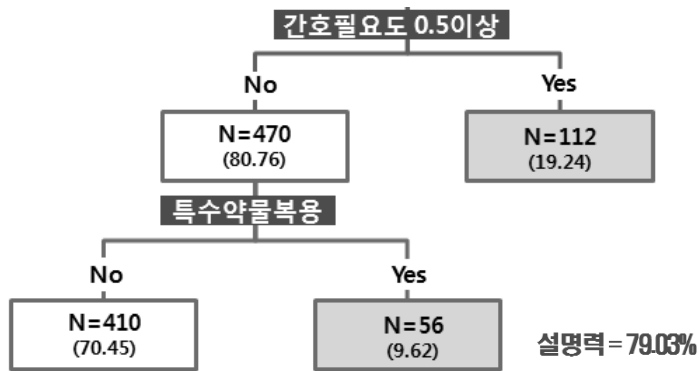 간호필요도 0.5이상
No
Yes
N=470
(80.76)
N=112
(19.24)
특수약물복용
No
Yes
N=410
(70.45)
N=56
(9.62)
설명력 = 79.03%